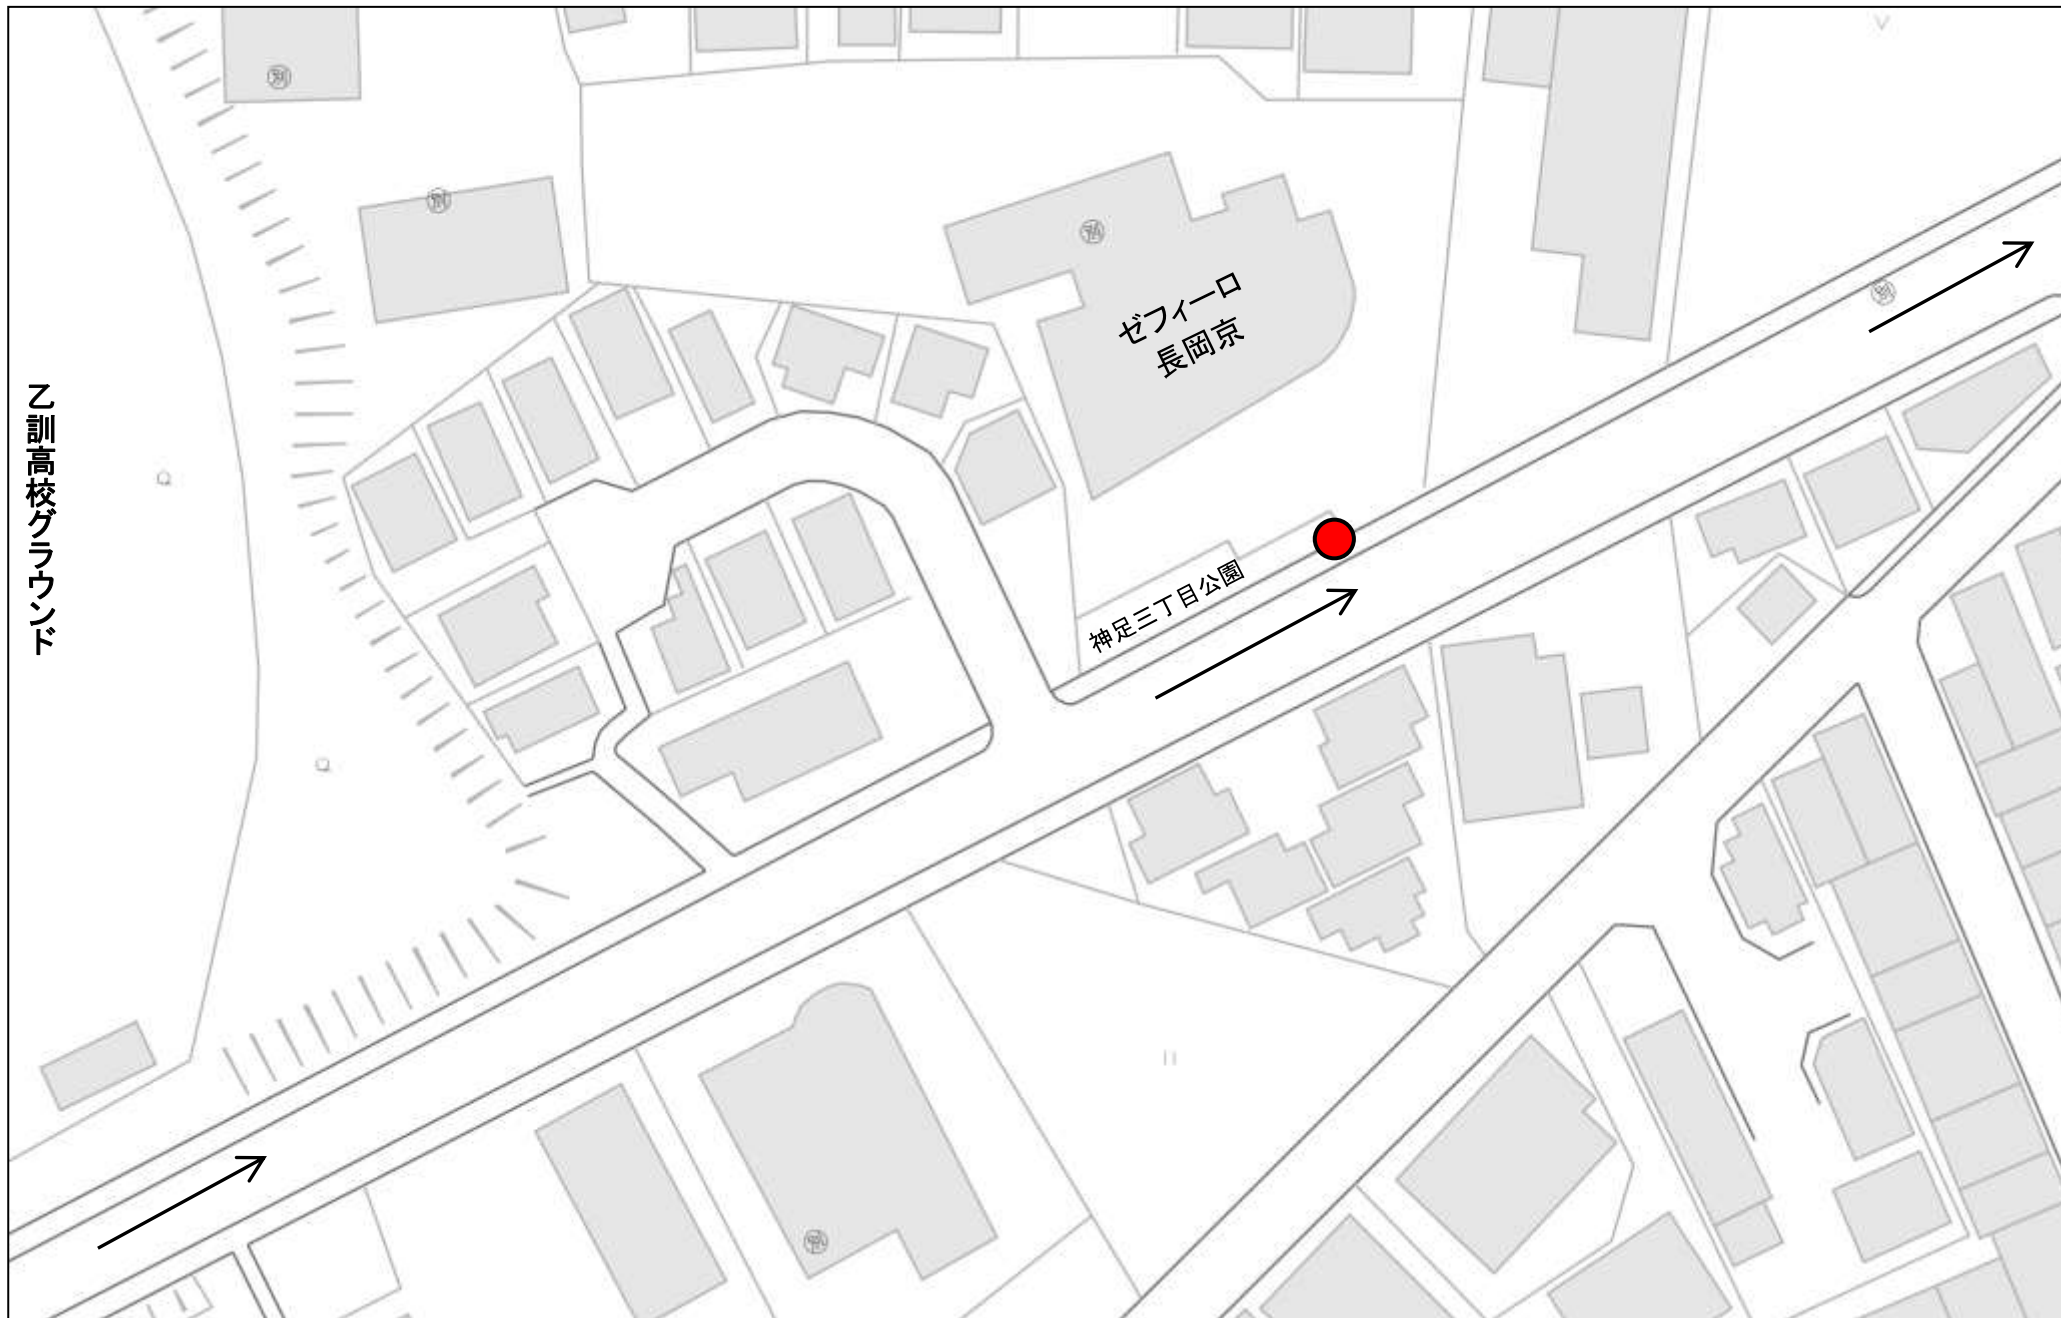 乙訓高校グラウンド
ゼフィーロ
長岡京
神足三丁目公園